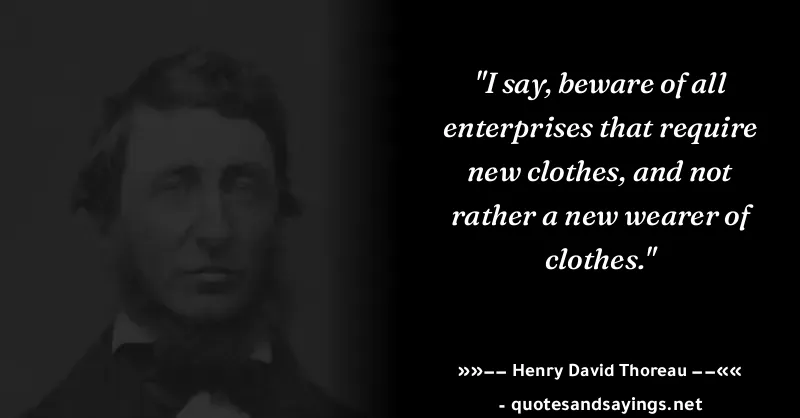 "I say, beware of all
enterprises that require
new clothes, and not
rather a new wearer of
clothes."
»»–– Henry David Thoreau ––««
- quotesandsayings.net